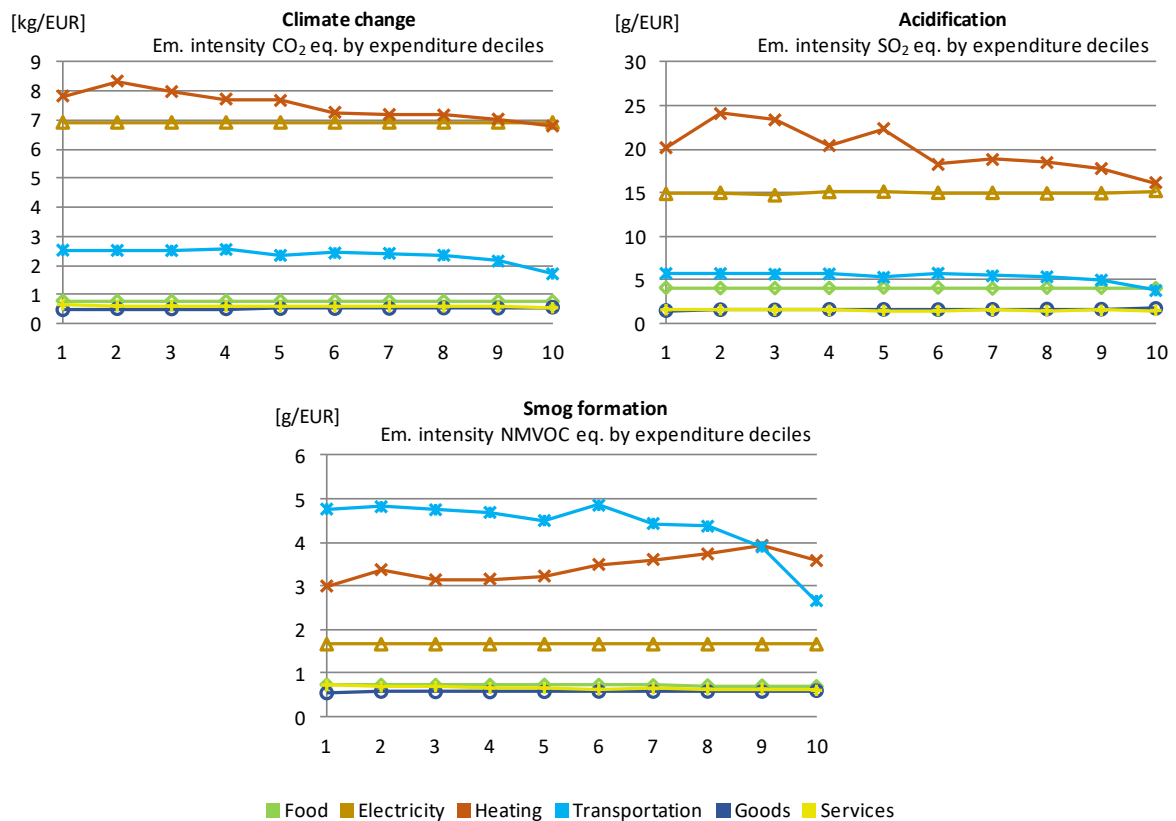 [kg/EUR]
Climate change
Em. intensity CO₂ eq. by expenditure deciles
9
8
7
6
5
4
3
2
1
0
1 2 3 4 5 6 7 8 9 10
[g/EUR]
Acidification
Em. intensity SO₂ eq. by expenditure deciles
30
25
20
15
10
5
0
1 2 3 4 5 6 7 8 9 10
[g/EUR]
Smog formation
Em. intensity NMVOC eq. by expenditure deciles
6
5
4
3
2
1
0
1 2 3 4 5 6 7 8 9 10
Food Electricity Heating Transportation Goods Services